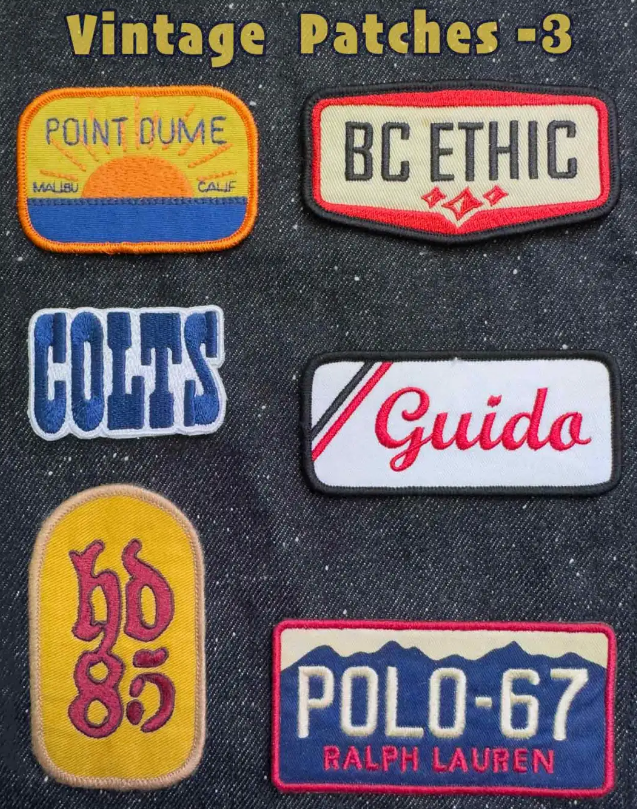 Vintage Patches -3
POINT DUME
MALIBU CALIF
BC ETHIC
COLTS
Guido
hd
85
POLO-67
RALPH LAUREN